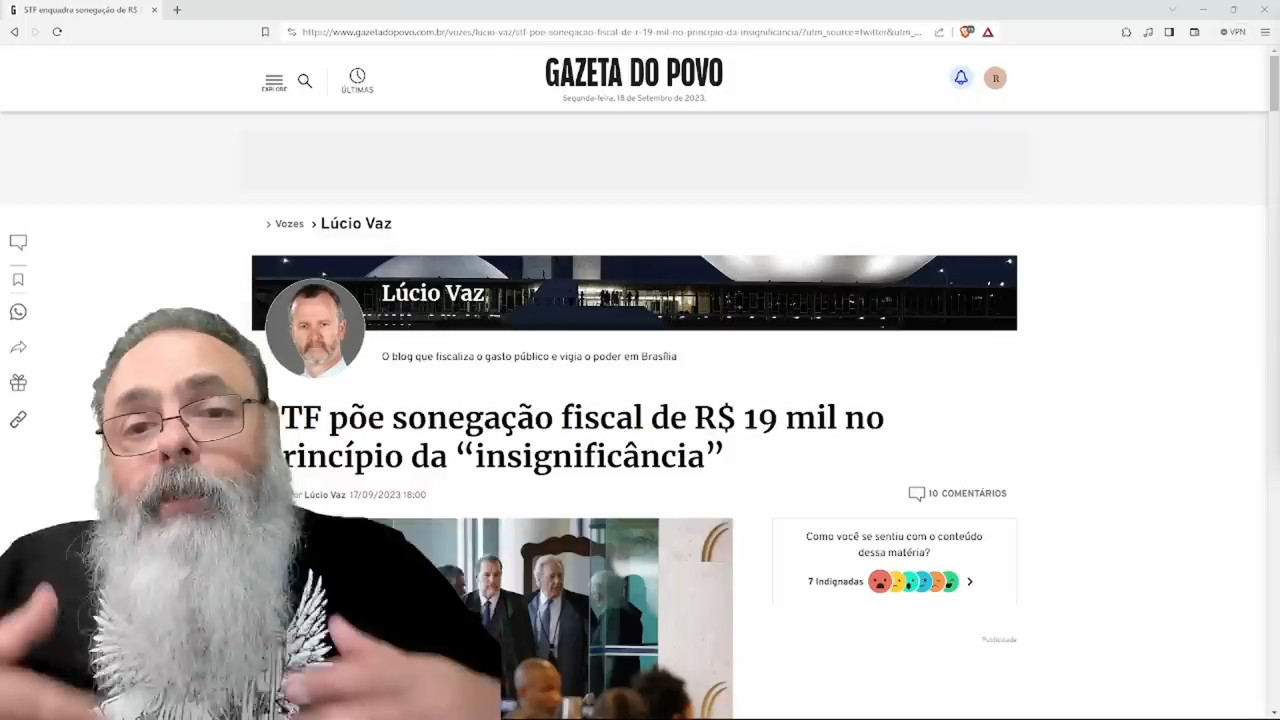 STF enquadra sonegação de R$
https://www.gazetadopovo.com.br/vozes/lucio-vaz/stf-poe-sonegacao-fiscal-de-r-19-mil-no-principio-da-insignificancia/?utm_source=twitter&utm_...
VPN
EXPLORE
ÚLTIMAS
GAZETA DO POVO
Segunda-feira, 18 de Setembro de 2023.
R
> Vozes > Lúcio Vaz
Lúcio Vaz
O blog que fiscaliza o gasto público e vigia o poder em Brasília
TF põe sonegação fiscal de R$ 19 mil no
rincípio da “insignificância”
or Lúcio Vaz 17/09/2023 18:00
10 COMENTÁRIOS
Como você se sentiu com o conteúdo
dessa matéria?
7 Indignadas
Publicidade